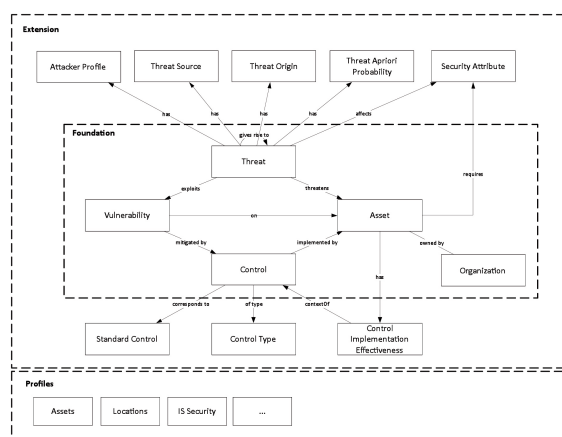 Extension
Attacker Profile
Threat Source
Threat Origin
Threat Apriori
Probability
Security Attribute
has
has
has
has
affects
gives rise to
Foundation
Threat
exploits
threatens
requires
Vulnerability
on
Asset
mitigated by
implemented by
owned by
Control
has
Organization
corresponds to
of type
contextOf
Standard Control
Control Type
Control
Implementation
Effectiveness
Profiles
Assets
Locations
IS Security
...